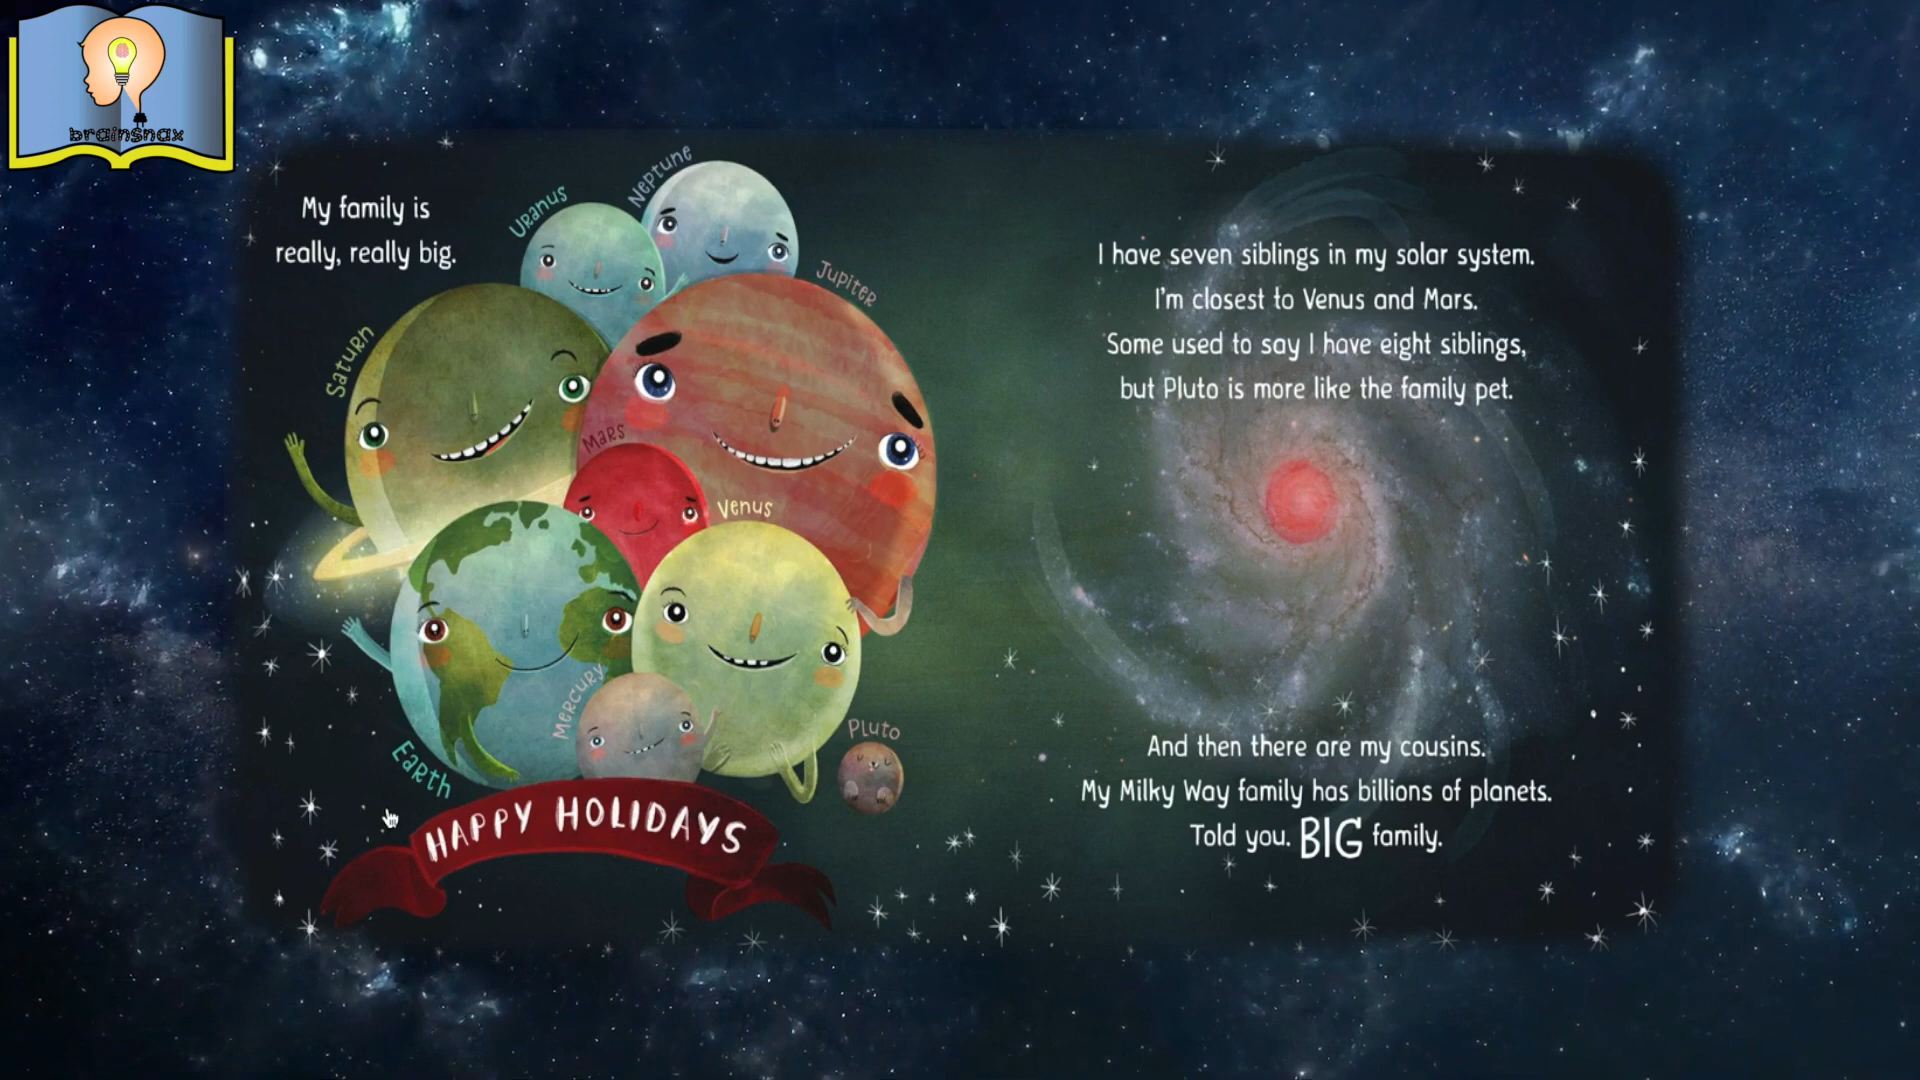 brainsnax
My family is
really, really big.
Neptune
Uranus
Jupiter
Saturn
Mars
Venus
Mercury
Pluto
Earth
HAPPY HOLIDAYS
I have seven siblings in my solar system.
I'm closest to Venus and Mars.
Some used to say I have eight siblings,
but Pluto is more like the family pet.
And then there are my cousins.
My Milky Way family has billions of planets.
Told you. BIG family.